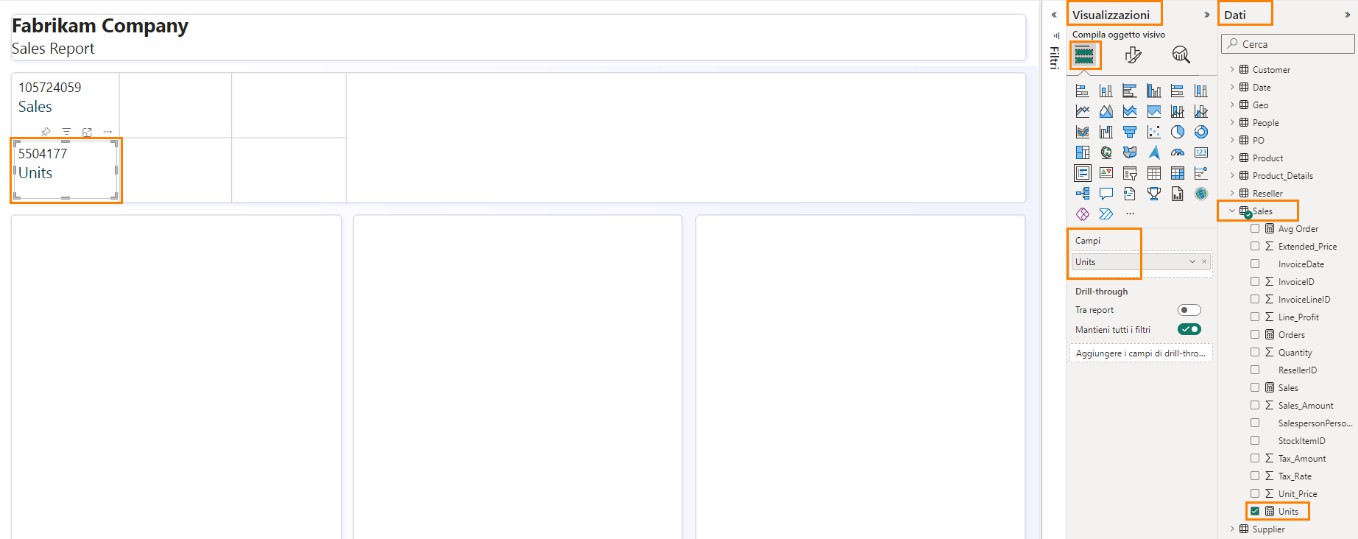 Fabrikam Company
Sales Report
105724059
Sales
5504177
Units
Filtri
Visualizzazioni
Compila oggetto visivo
123
...
Campi
Units
Drill-through
Tra report
Mantieni tutti i filtri
Aggiungere i campi di drill-thro...
Dati
Cerca
Customer
Date
Geo
People
PO
Product
Product_Details
Reseller
Sales
Avg Order
Extended_Price
InvoiceDate
InvoiceID
InvoiceLineID
Line_Profit
Orders
Quantity
ResellerID
Sales
Sales_Amount
SalespersonPerso...
StockItemID
Tax_Amount
Tax_Rate
Unit_Price
Units
Supplier